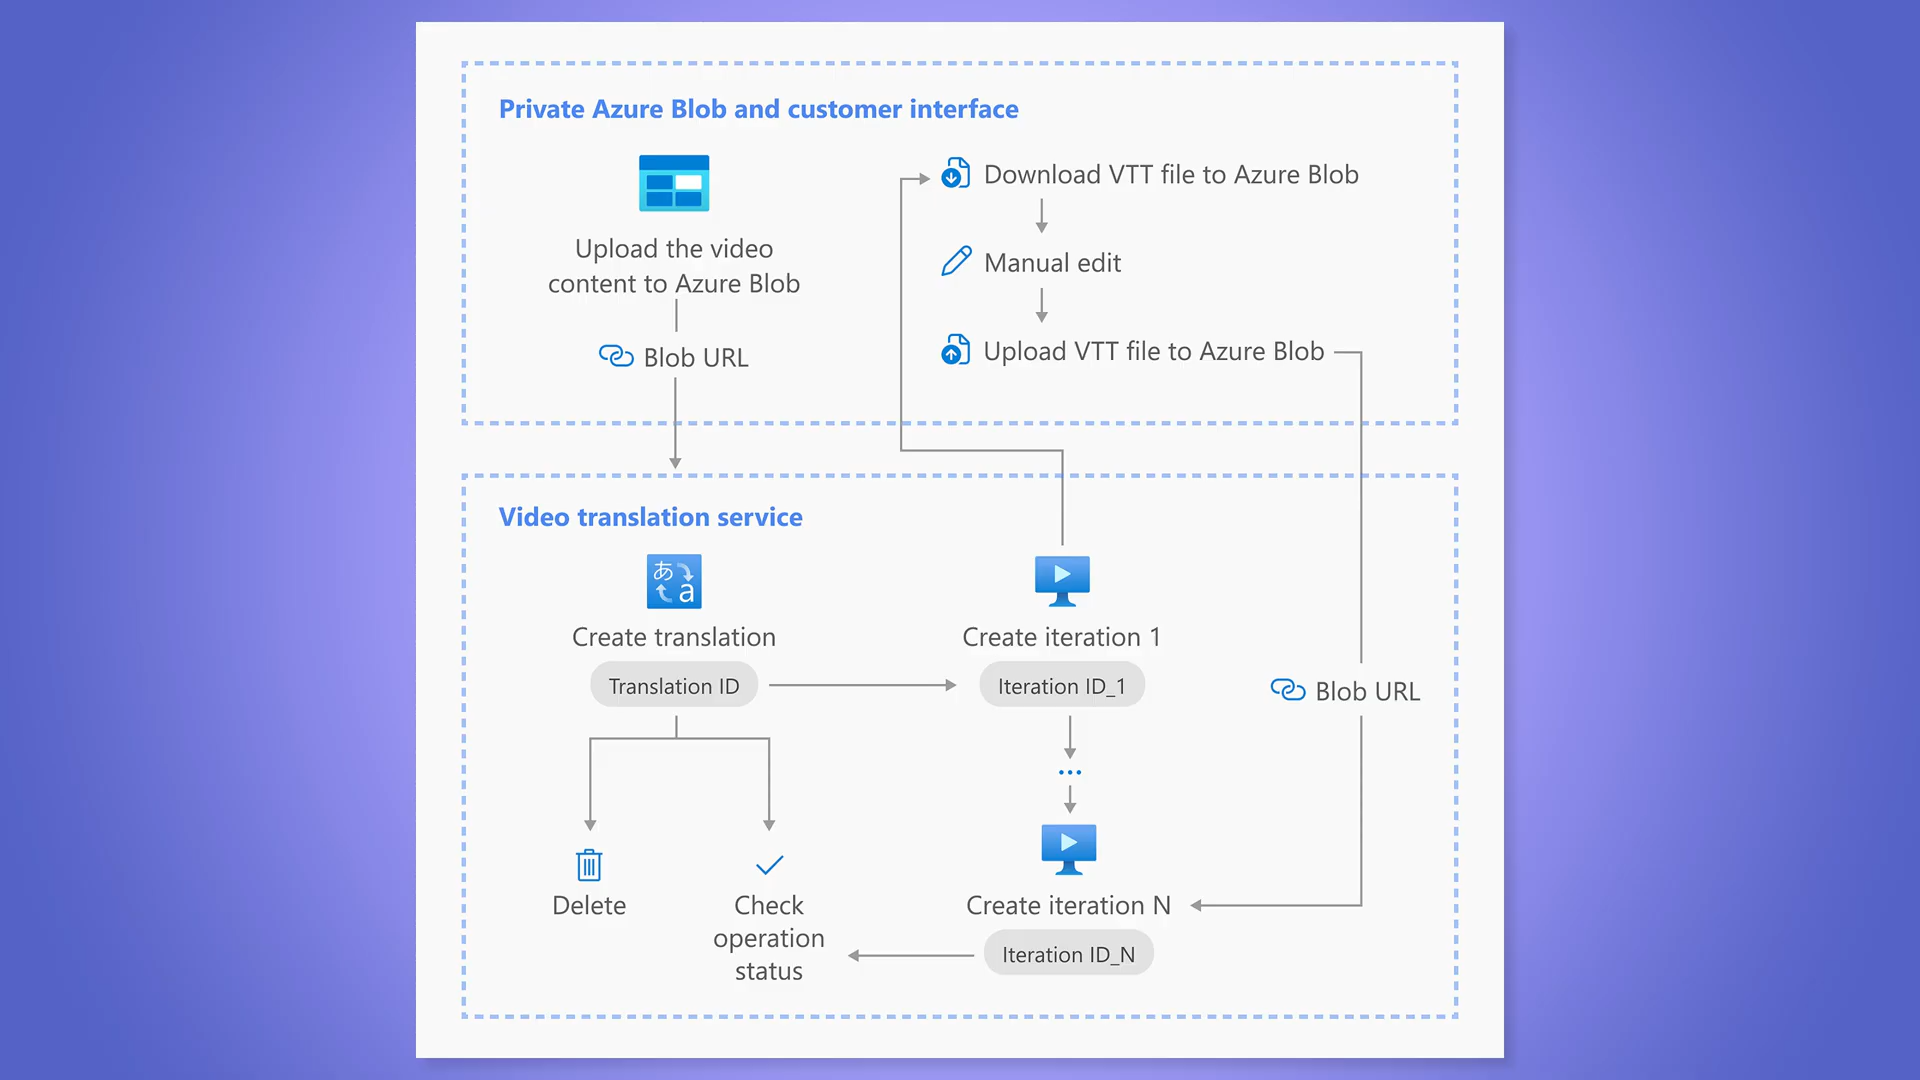 Private Azure Blob and customer interface
Upload the video
content to Azure Blob
Blob URL
Download VTT file to Azure Blob
Manual edit
Upload VTT file to Azure Blob
Video translation service
あ a
Create translation
Translation ID
Create iteration 1
Iteration ID_1
Blob URL
...
Delete
Check
operation
status
Create iteration N
Iteration ID_N